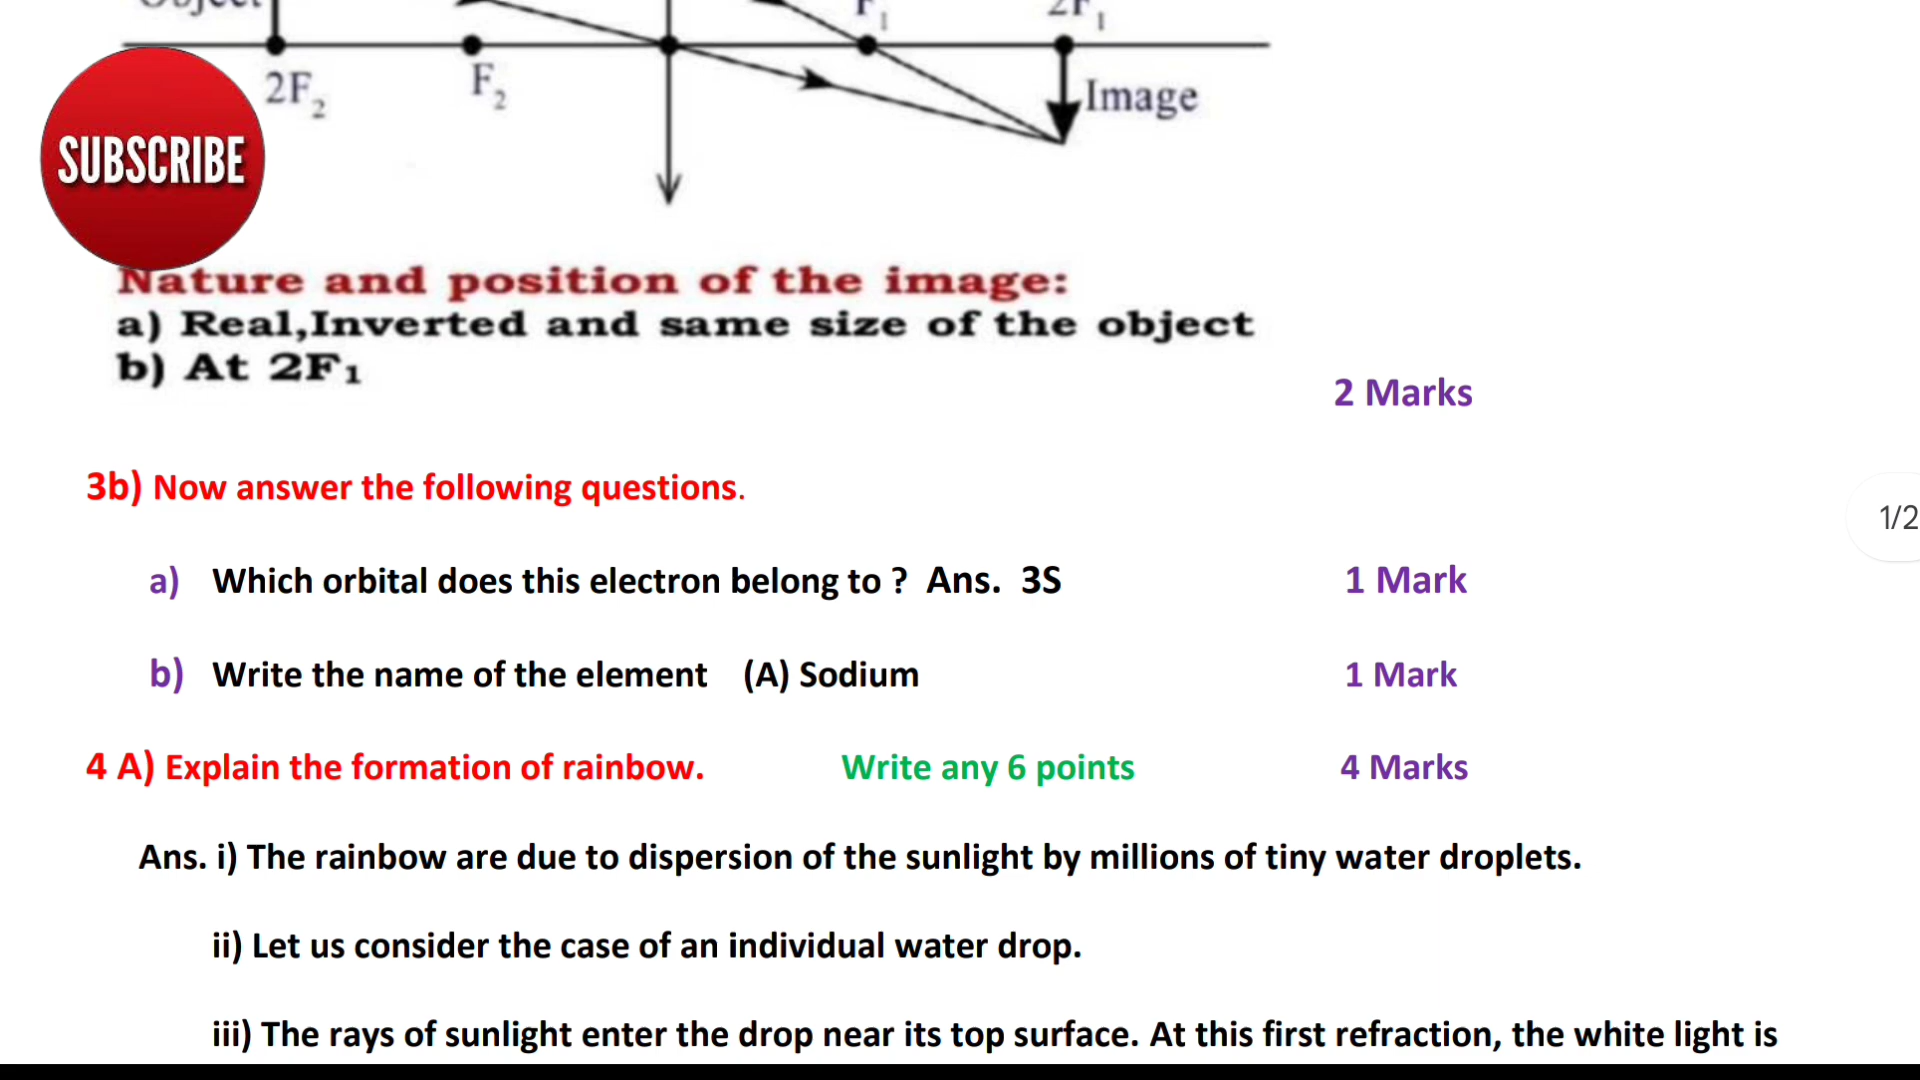 Object
F1
2F1
2F2
F2
Image
SUBSCRIBE
Nature and position of the image:
a) Real,Inverted and same size of the object
b) At 2F1
2 Marks
3b) Now answer the following questions.
1/2
a) Which orbital does this electron belong to ? Ans. 3S 1 Mark
b) Write the name of the element (A) Sodium 1 Mark
4 A) Explain the formation of rainbow. Write any 6 points 4 Marks
Ans. i) The rainbow are due to dispersion of the sunlight by millions of tiny water droplets.
ii) Let us consider the case of an individual water drop.
iii) The rays of sunlight enter the drop near its top surface. At this first refraction, the white light is